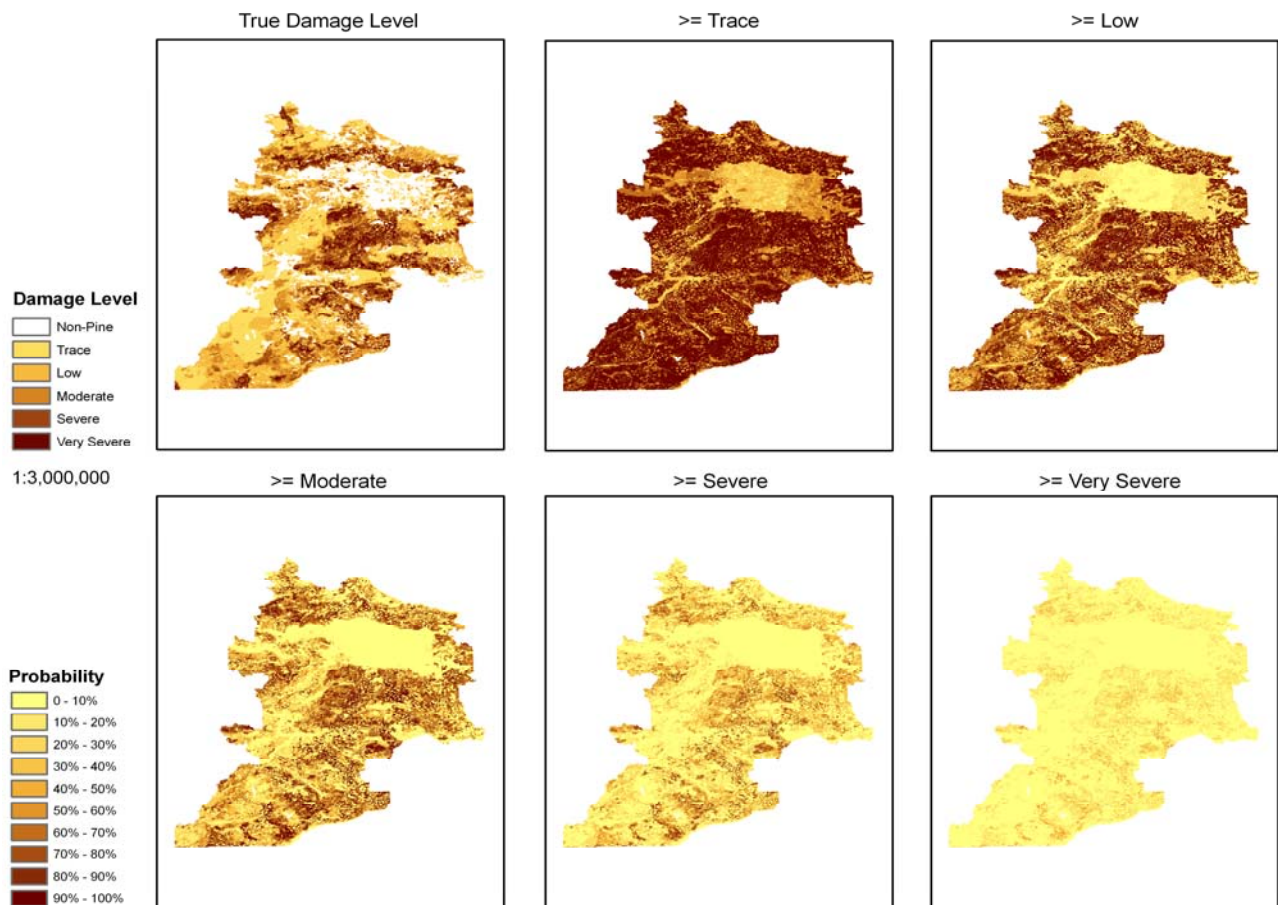 True Damage Level
>= Trace
>= Low
Damage Level
Non-Pine
Trace
Low
Moderate
Severe
Very Severe
1:3,000,000
>= Moderate
>= Severe
>= Very Severe
Probability
0 - 10%
10% - 20%
20% - 30%
30% - 40%
40% - 50%
50% - 60%
60% - 70%
70% - 80%
80% - 90%
90% - 100%